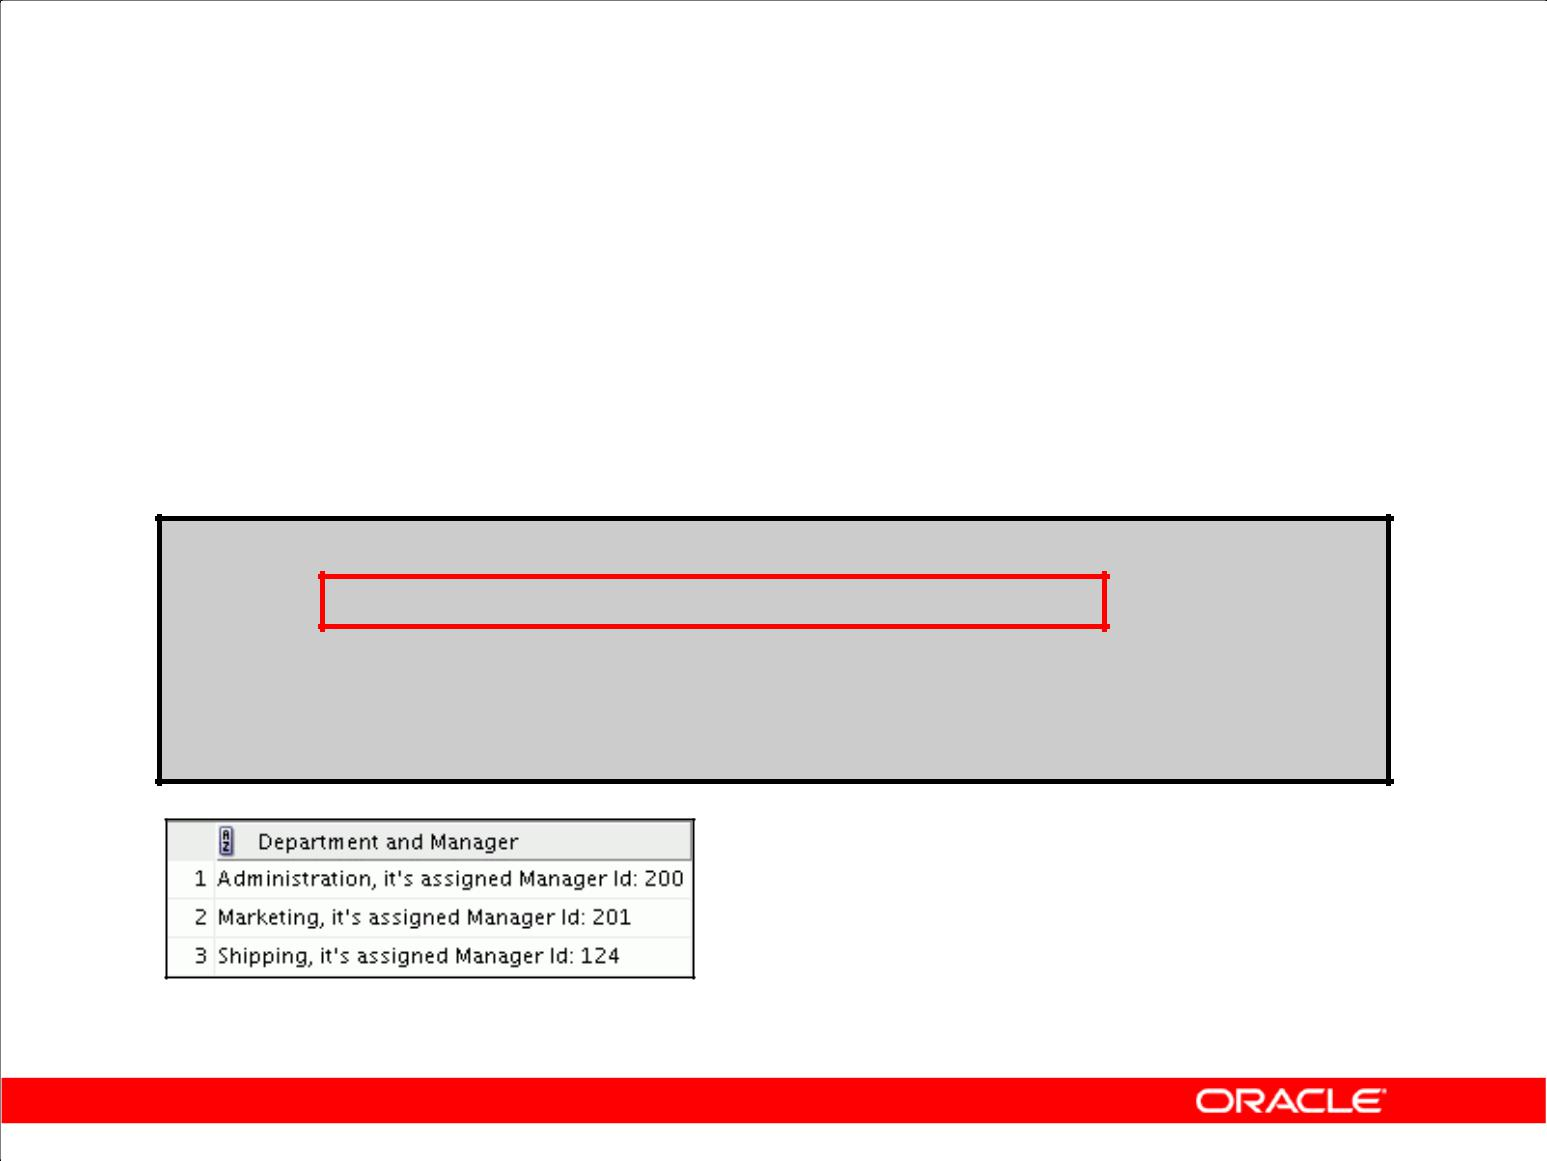 Department and Manager
1 Administration, it's assigned Manager Id: 200
2 Marketing, it's assigned Manager Id: 201
3 Shipping, it's assigned Manager Id: 124
ORACLE